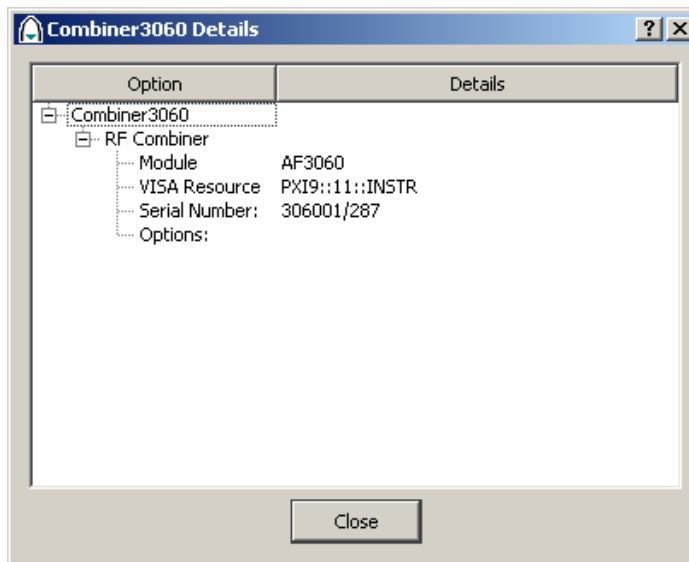 Combiner3060 Details
?
Option Details
Combiner3060
RF Combiner
Module AF3060
VISA Resource PXI9::11::INSTR
Serial Number: 306001/287
Options:
Close